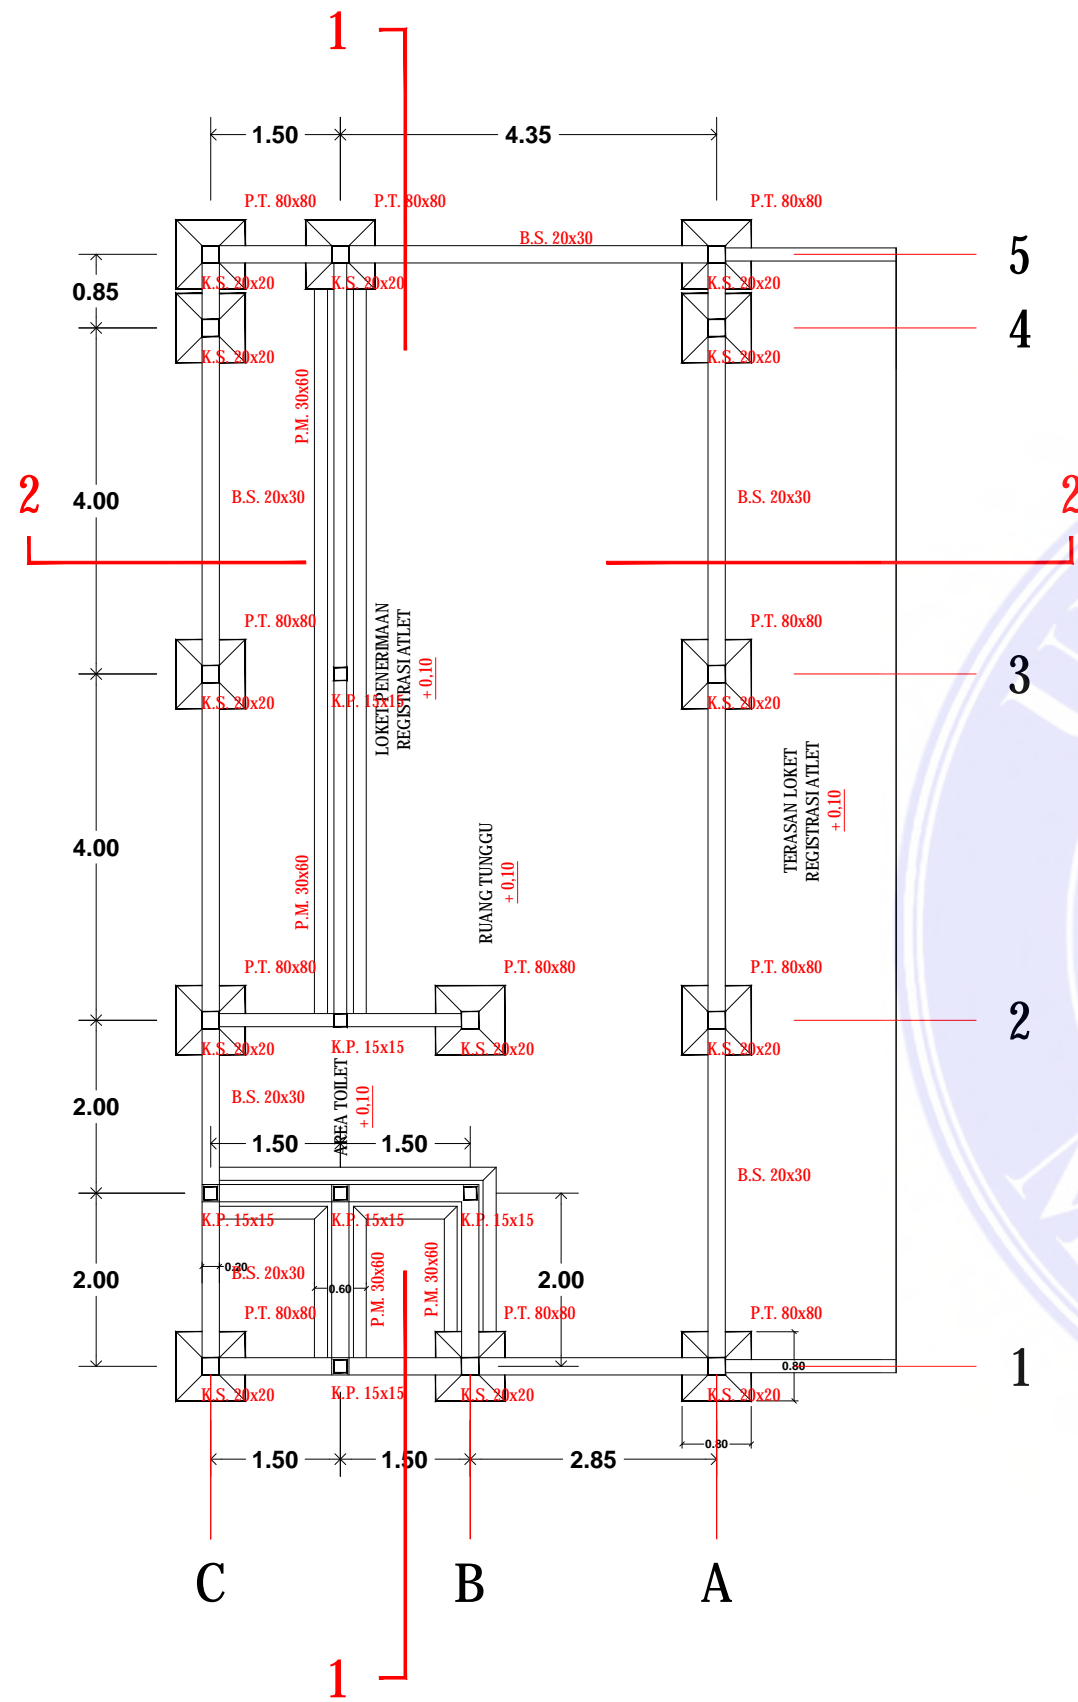 1
1.50
4.35
P.T. 80x80
P.T. 80x80
P.T. 80x80
B.S. 20x30
5
0.85
K.S. 20x20
K.S. 20x20
K.S. 20x20
4
K.S. 20x20
K.S. 20x20
P.M. 30x60
2
4.00
B.S. 20x30
B.S. 20x30
2
P.T. 80x80
P.T. 80x80
LOKET PENERIMAAN
REGISTRASI ATLET
+ 0,10
3
K.S. 20x20
K.P. 15x15
K.S. 20x20
TERASAN LOKET
REGISTRASI ATLET
+ 0,10
4.00
P.M. 30x60
RUANG TUNGGU
+ 0,10
P.T. 80x80
P.T. 80x80
P.T. 80x80
2
K.S. 20x20
K.P. 15x15
K.S. 20x20
K.S. 20x20
B.S. 20x30
AREA TOILET
+ 0,10
2.00
1.50
1.50
B.S. 20x30
K.P. 15x15
K.P. 15x15
K.P. 15x15
0.20
B.S. 20x30
2.00
0.60
P.M. 30x60
P.M. 30x60
2.00
P.T. 80x80
P.T. 80x80
P.T. 80x80
0.80
1
K.S. 20x20
K.P. 15x15
K.S. 20x20
K.S. 20x20
0.80
1.50
1.50
2.85
C
B
A
1